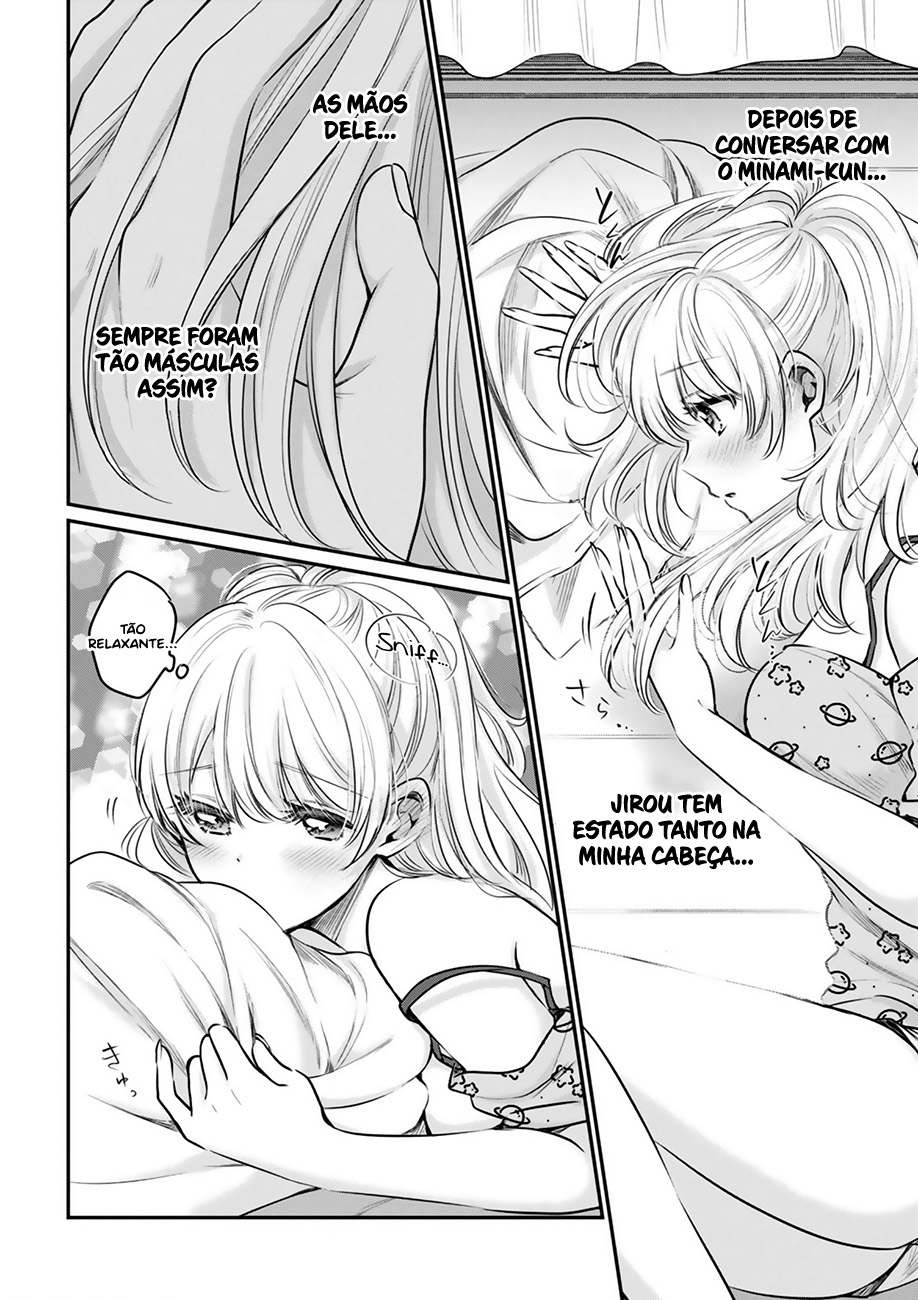 DEPOIS DE
CONVERSAR COM
O MINAMI-KUN...
さら...
JIROU TEM
ESTADO TANTO NA
MINHA CABEÇA...
AS MÃOS
DELE...
SEMPRE FORAM
TÃO MÁSCULAS
ASSIM?
TÃO
RELAXANTE...
Sniff...
きゅっ